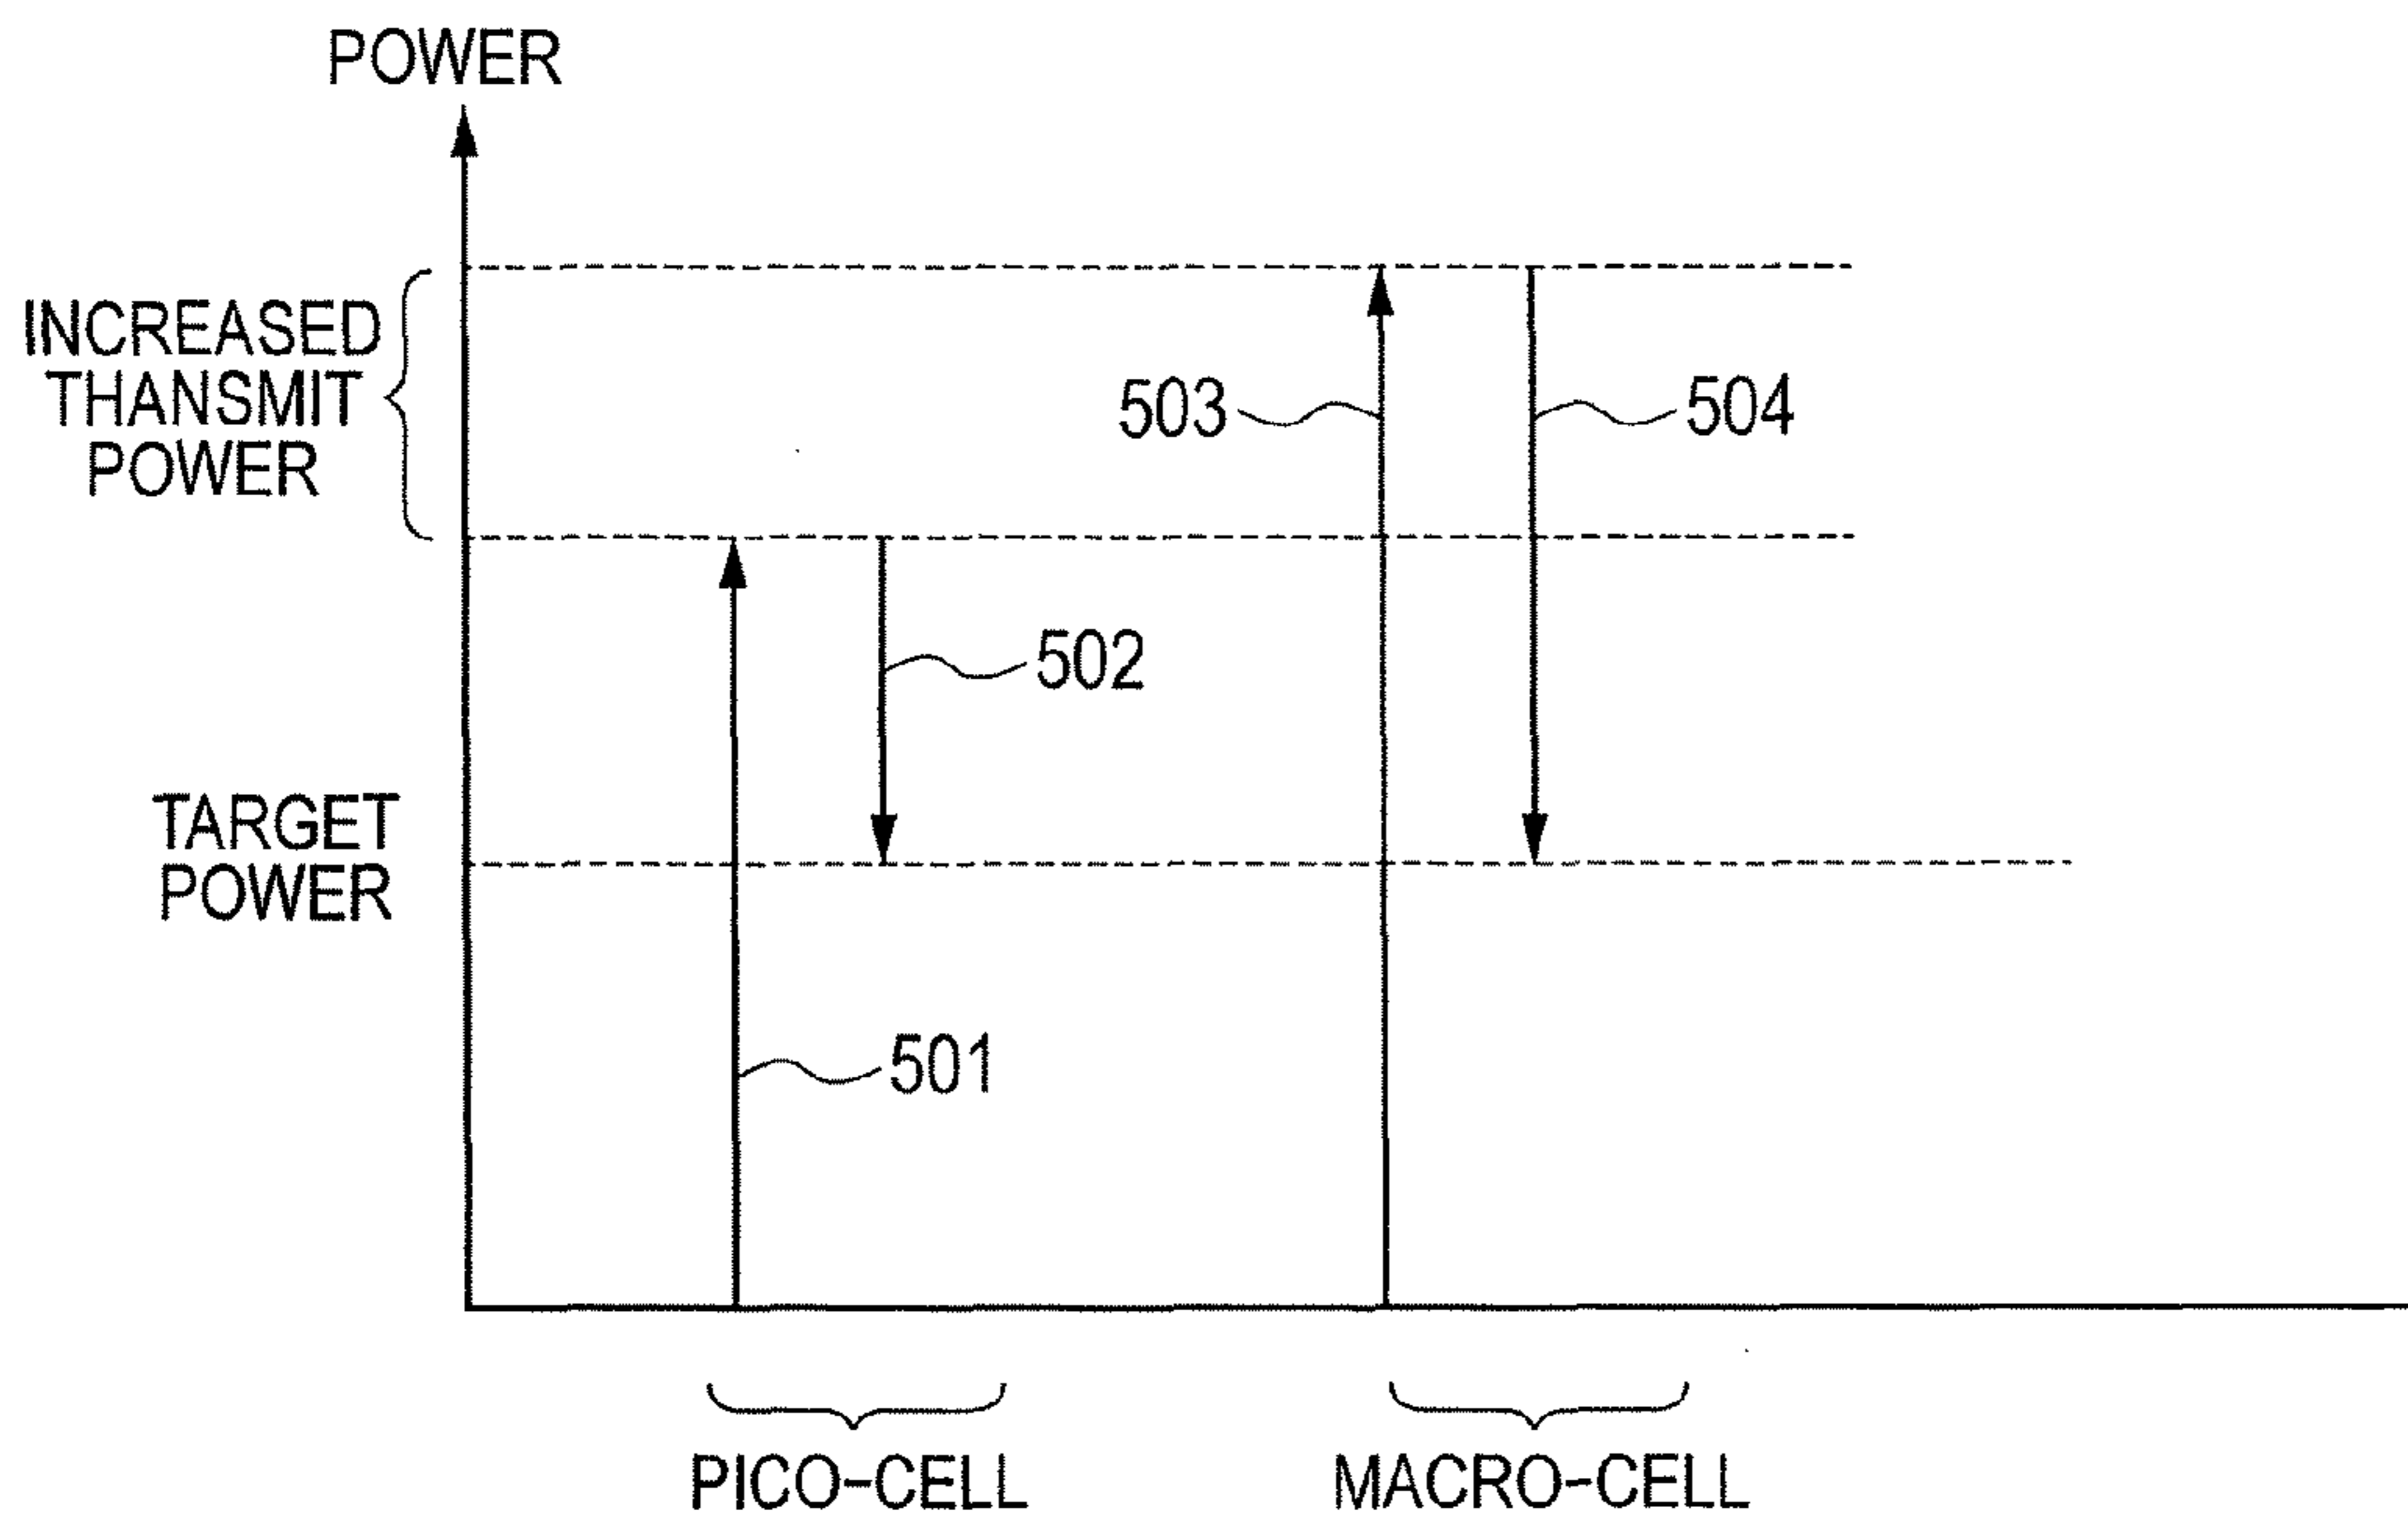 POWER
INCREASED
THANSMIT
POWER
503
504
502
TARGET
POWER
501
PICO-CELL
MACRO-CELL